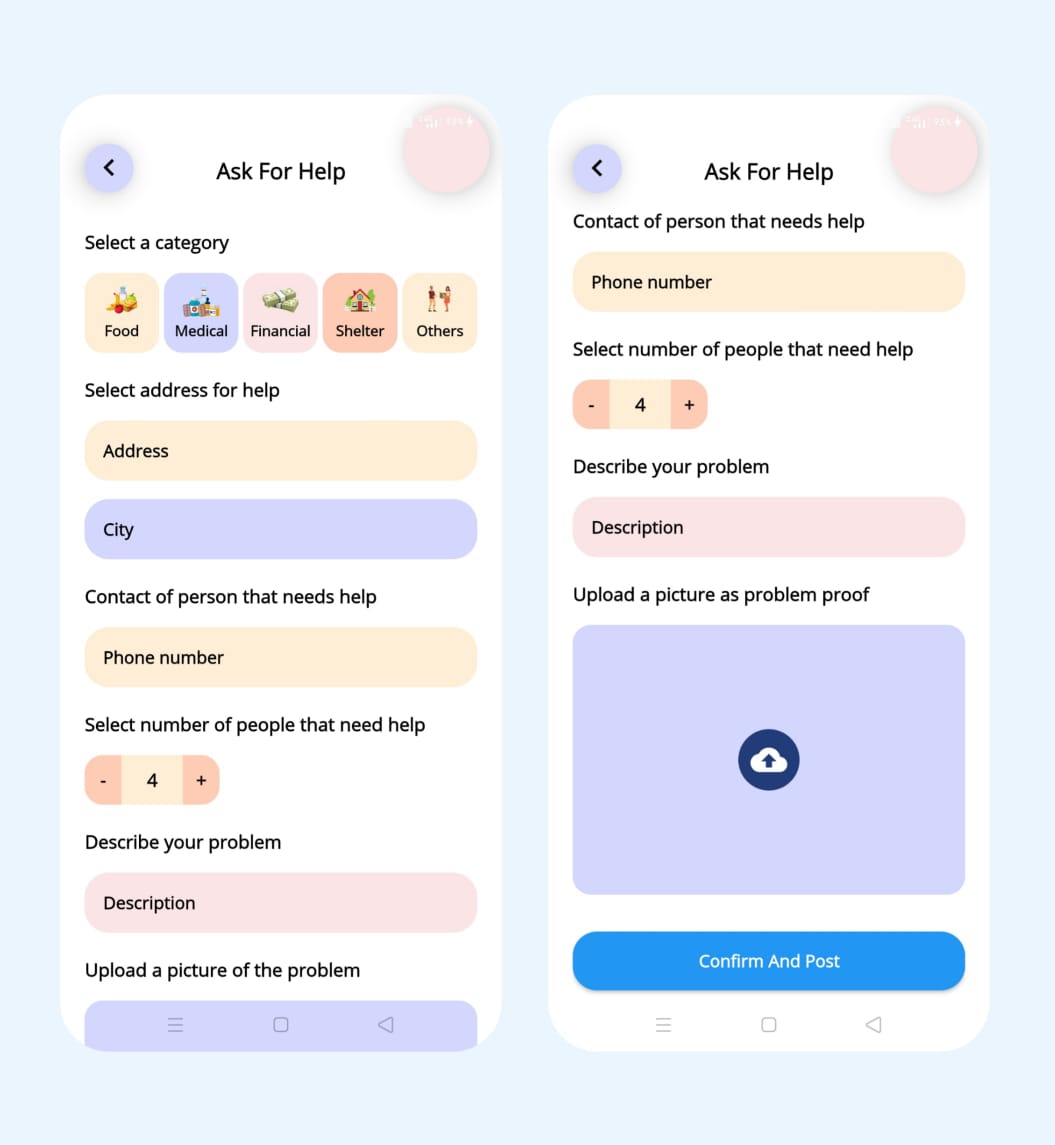 Ask For Help
Select a category
Food
Medical
Financial
Shelter
Others
Select address for help
Address
City
Contact of person that needs help
Phone number
Select number of people that need help
- 4 +
Describe your problem
Description
Upload a picture of the problem
Ask For Help
Contact of person that needs help
Phone number
Select number of people that need help
- 4 +
Describe your problem
Description
Upload a picture as problem proof
Confirm And Post